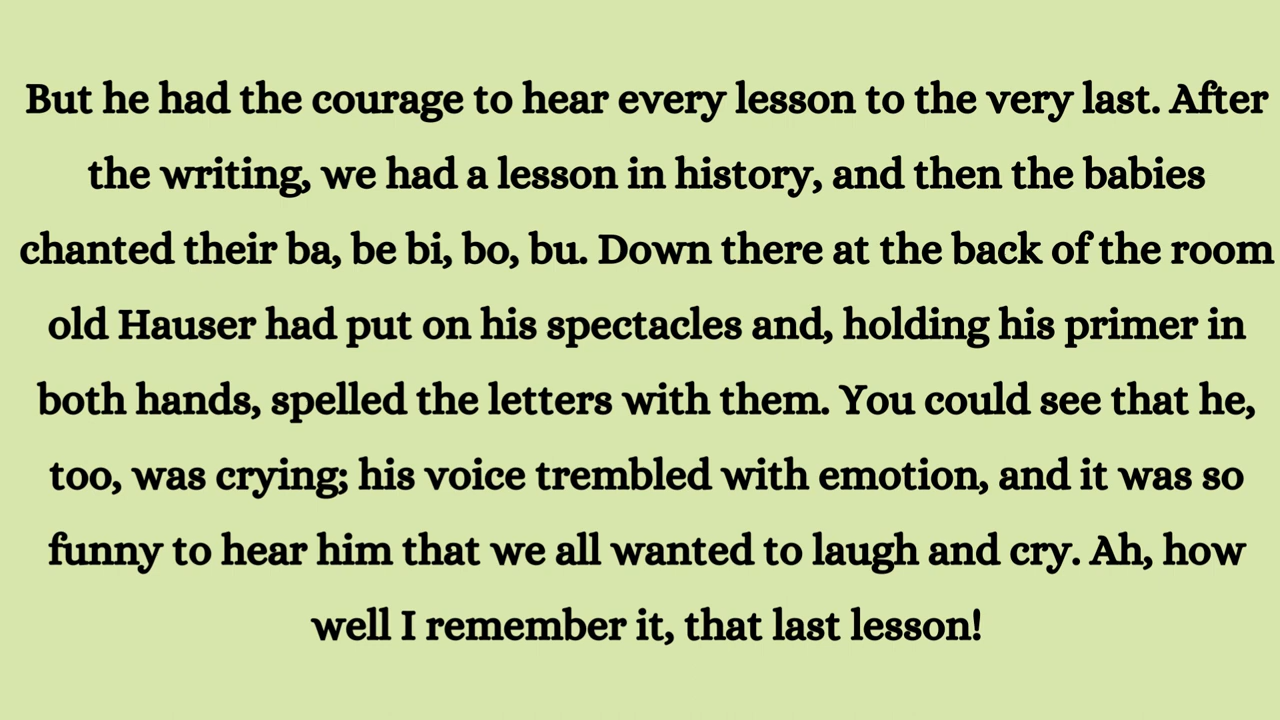 But he had the courage to hear every lesson to the very last. After
the writing, we had a lesson in history, and then the babies
chanted their ba, be bi, bo, bu. Down there at the back of the room
old Hauser had put on his spectacles and, holding his primer in
both hands, spelled the letters with them. You could see that he,
too, was crying; his voice trembled with emotion, and it was so
funny to hear him that we all wanted to laugh and cry. Ah, how
well I remember it, that last lesson!